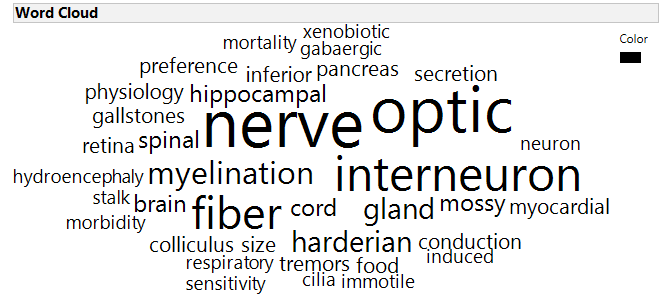 Word Cloud
xenobiotic
Color
mortality
gabaergic
preference inferior pancreas secretion
physiology hippocampal
gallstones nerve optic
retina spinal neuron
hydroencephaly myelination interneuron
stalk brain fiber cord gland mossy myocardial
morbidity
colliculus size harderian conduction
respiratory tremors food induced
sensitivity cilia immotile